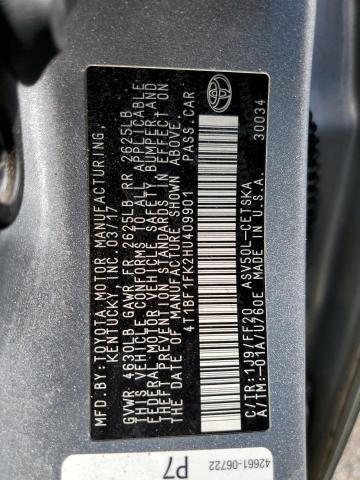 MFD. BY: TOYOTA MOTOR MANUFACTURING,
KENTUCKY, INC. 03/17
GVWR 4630LB GAWR FR 2625LB RR 2625LB
THIS VEHICLE CONFORMS TO ALL APPLICABLE
FEDERAL MOTOR VEHICLE SAFETY, BUMPER, AND
THEFT PREVENTION STANDARDS IN EFFECT ON
THE DATE OF MANUFACTURE SHOWN ABOVE.
4T1BF1FK2HU409901 PASS. CAR
C/TR:1J9/FF20 ASV50L-CETSKA
A/TM:-01A/U760E MADE IN U.S.A. 30034
42661-06722
P7